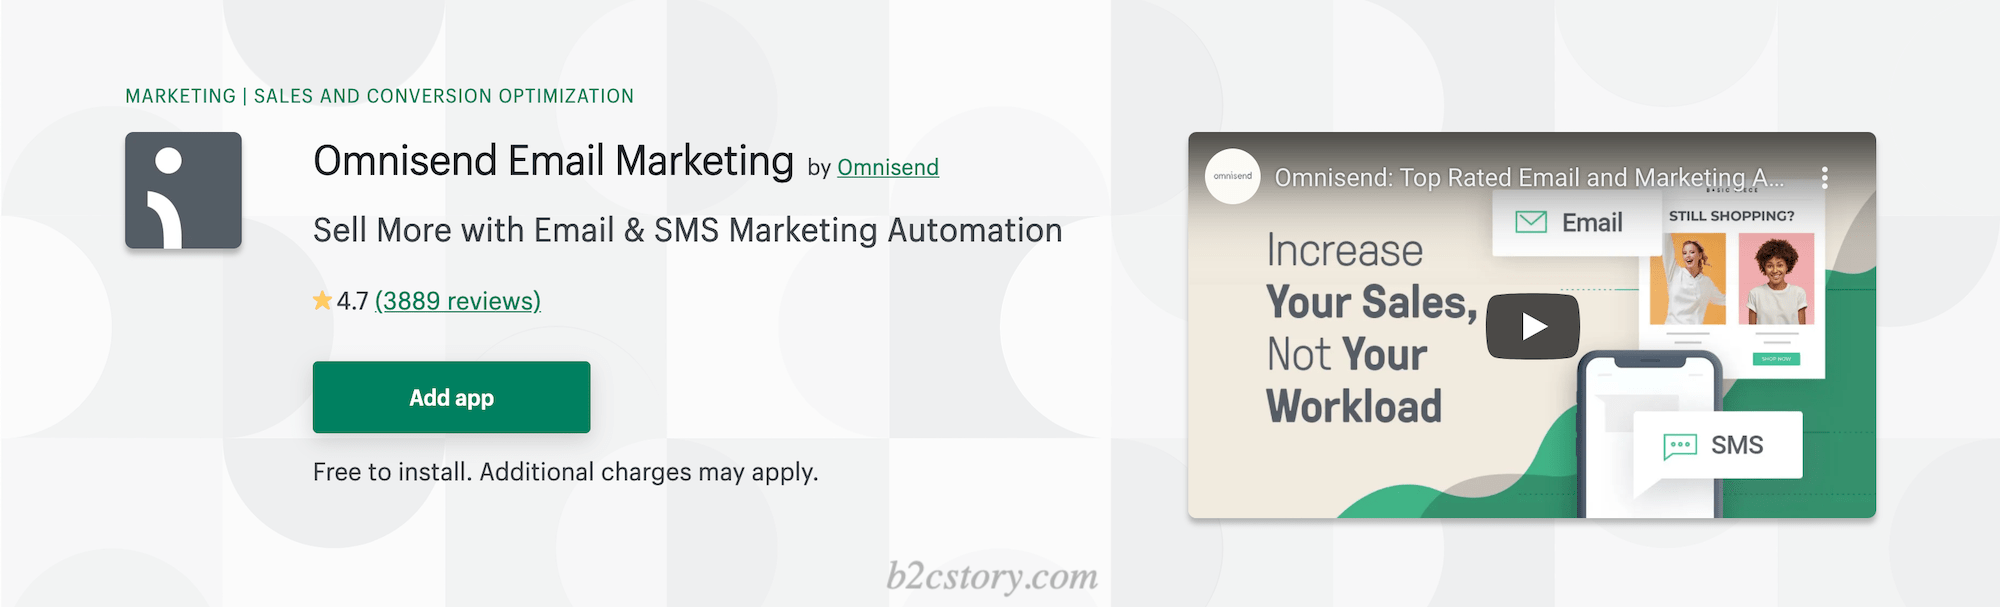 MARKETING | SALES AND CONVERSION OPTIMIZATION
Omnisend Email Marketing by Omnisend
Sell More with Email & SMS Marketing Automation
4.7 (3889 reviews)
Add app
Free to install. Additional charges may apply.
omnisend
Omnisend: Top Rated Email and Marketing A...
Increase
Your Sales,
Not Your
Workload
Email
STILL SHOPPING?
SHOP NOW
SMS
b2cstory.com